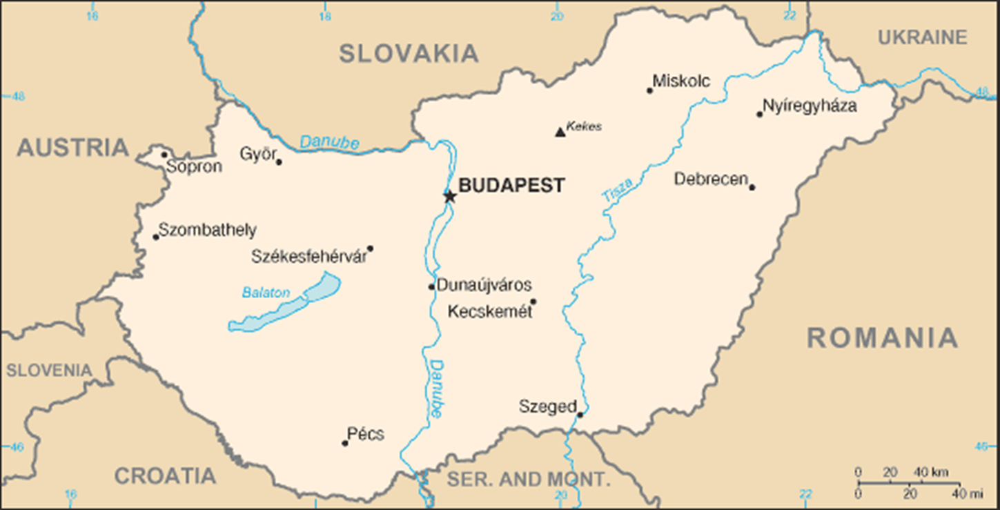 16
18
20
22
SLOVAKIA
UKRAINE
48
48
Miskolc
Nyíregyháza
Kekes
AUSTRIA
Danube
Györ
Sopron
BUDAPEST
Debrecen
Tisza
Szombathely
Székesfehérvár
Balaton
Dunaújváros
Kecskemét
ROMANIA
SLOVENIA
Danube
Szeged
Pécs
46
46
CROATIA
SER. AND MONT.
0 20 40 km
0 20 40 mi
16
18
20
22